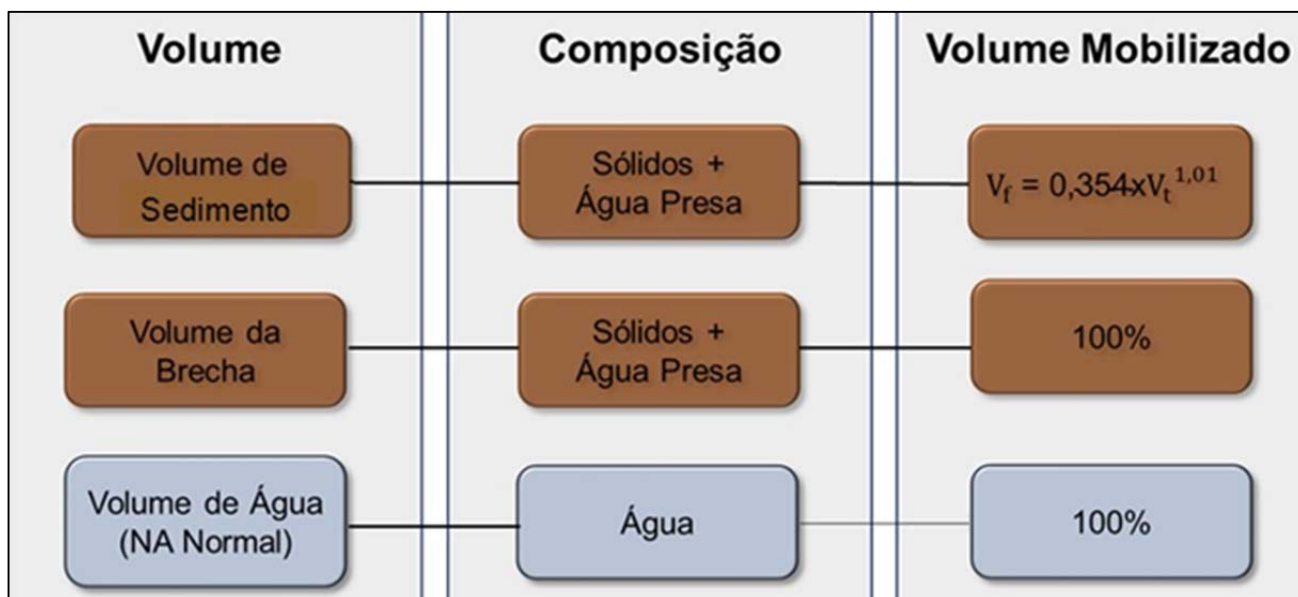 Volume
Composição
Volume Mobilizado
Volume de
Sedimento
Sólidos +
Água Presa
V_f = 0,354xV_t^1,01
Volume da
Brecha
Sólidos +
Água Presa
100%
Volume de Água
(NA Normal)
Água
100%